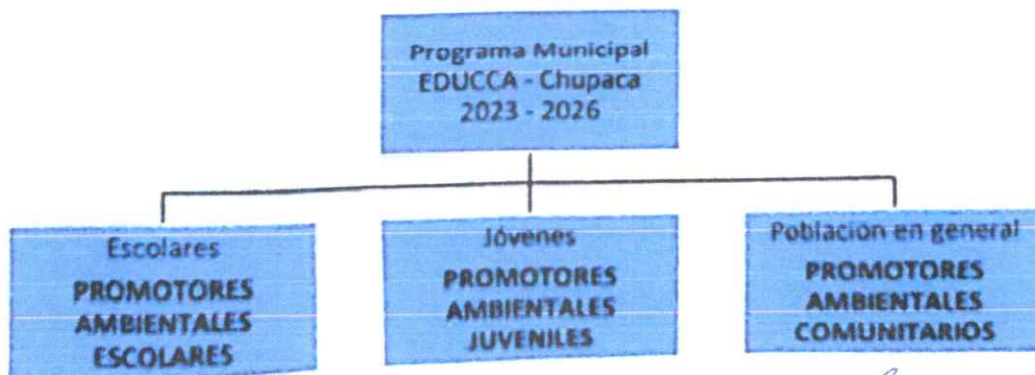 Programa Municipal
EDUCCA - Chupaca
2023 - 2026
Escolares
PROMOTORES
AMBIENTALES
ESCOLARES
Jóvenes
PROMOTORES
AMBIENTALES
JUVENILES
Población en general
PROMOTORES
AMBIENTALES
COMUNITARIOS